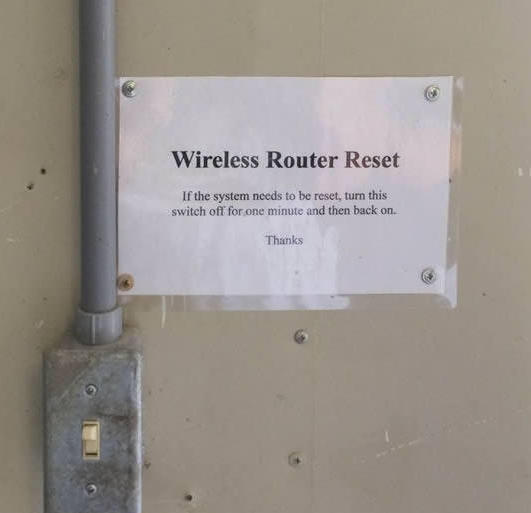 Wireless Router Reset
If the system needs to be reset, turn this
switch off for one minute and then back on.
Thanks